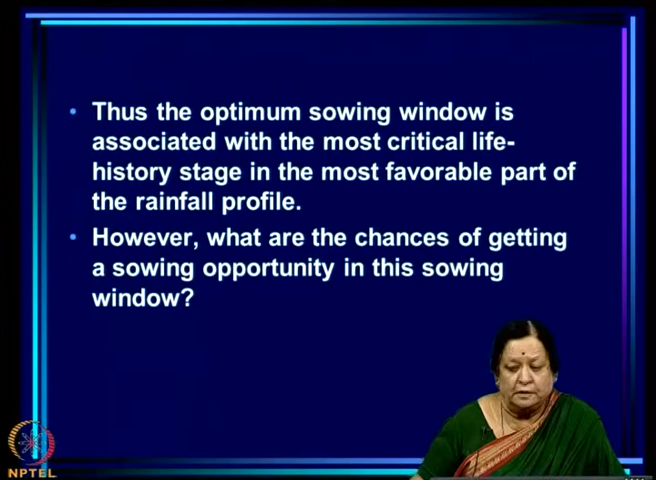 • Thus the optimum sowing window is
associated with the most critical life-
history stage in the most favorable part of
the rainfall profile.
• However, what are the chances of getting
a sowing opportunity in this sowing
window?
NPTEL